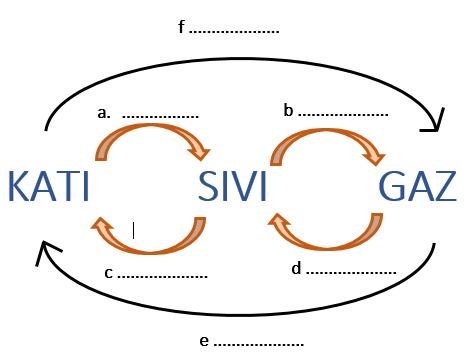 f ....................
a. .................
b ....................
KATI SIVI GAZ
c ....................
d ....................
e ....................